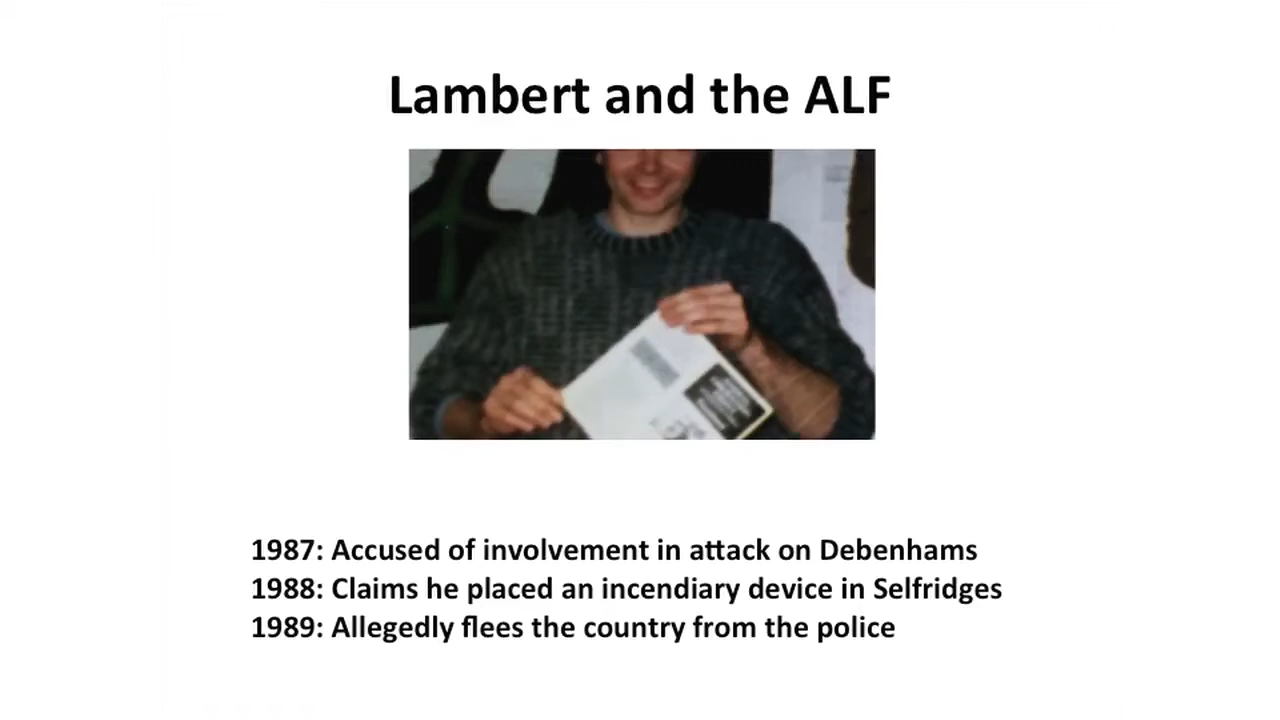 Lambert and the ALF
1987: Accused of involvement in attack on Debenhams
1988: Claims he placed an incendiary device in Selfridges
1989: Allegedly flees the country from the police